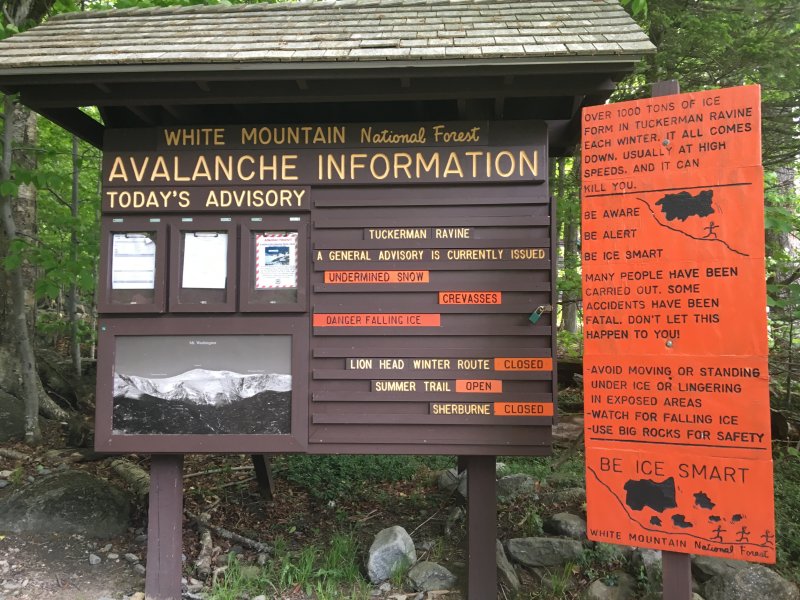 WHITE MOUNTAIN National Forest
AVALANCHE INFORMATION
TODAY'S ADVISORY
TUCKERMAN RAVINE
A GENERAL ADVISORY IS CURRENTLY ISSUED
UNDERMINED SNOW
CREVASSES
DANGER FALLING ICE
LION HEAD WINTER ROUTE CLOSED
SUMMER TRAIL OPEN
SHERBURNE CLOSED
Mt. Washington
OVER 1000 TONS OF ICE
FORM IN TUCKERMAN RAVINE
EACH WINTER. IT ALL COMES
DOWN, USUALLY AT HIGH
SPEEDS, AND IT CAN
KILL YOU.
BE AWARE
BE ALERT
BE ICE SMART
MANY PEOPLE HAVE BEEN
CARRIED OUT. SOME
ACCIDENTS HAVE BEEN
FATAL. DON'T LET THIS
HAPPEN TO YOU!
-AVOID MOVING OR STANDING
UNDER ICE OR LINGERING
IN EXPOSED AREAS
-WATCH FOR FALLING ICE
-USE BIG ROCKS FOR SAFETY
BE ICE SMART
WHITE MOUNTAIN National Forest